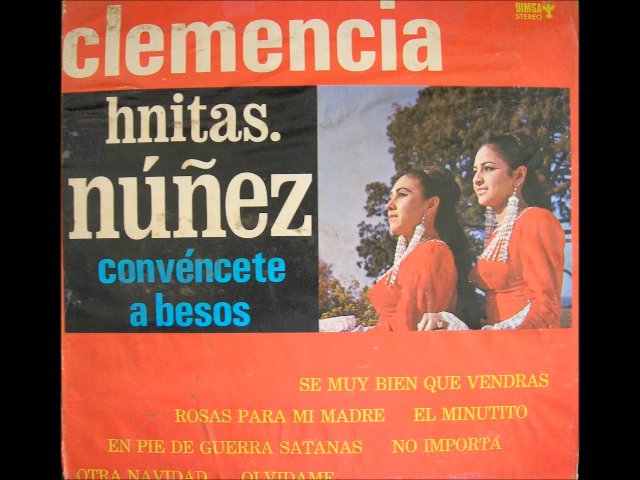 DIMSA
STEREO
clemencia
hnitas.
núñez
convéncete
a besos
SE MUY BIEN QUE VENDRAS
ROSAS PARA MI MADRE EL MINUTITO
EN PIE DE GUERRA SATANAS NO IMPORTA
OTRA NAVIDAD OLVIDAME